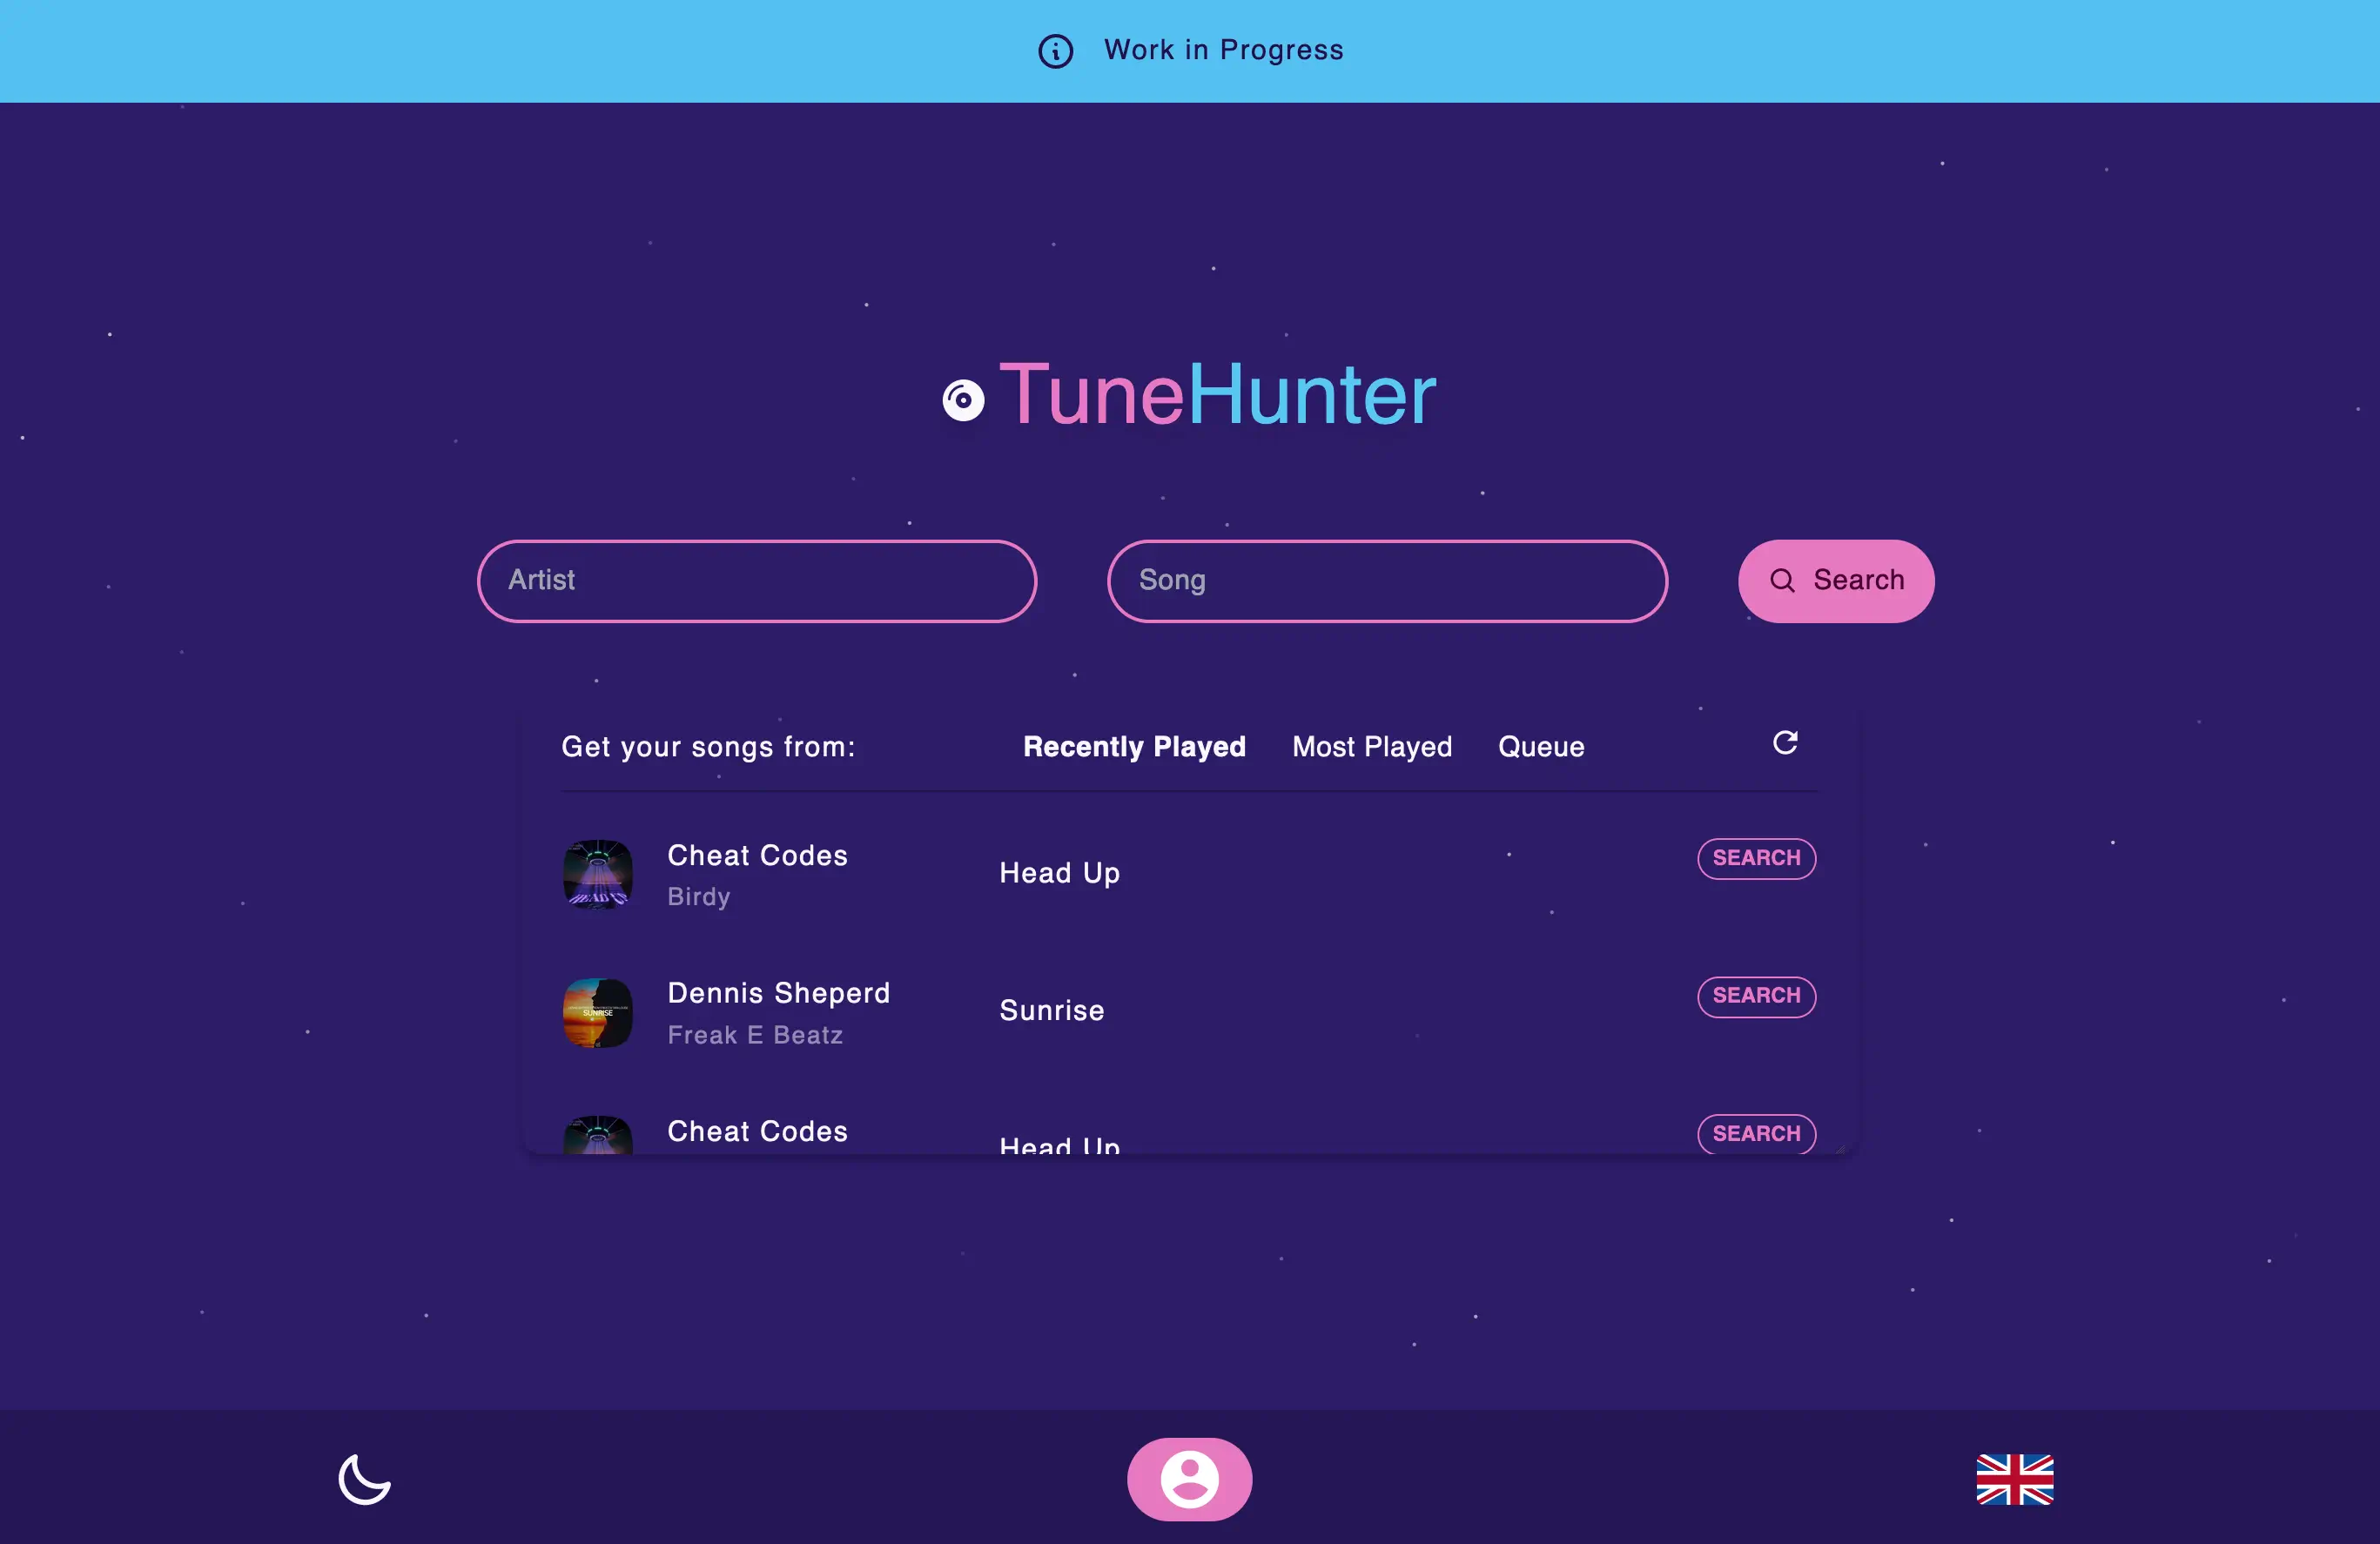 Work in Progress
TuneHunter
Artist
Song
Search
Get your songs from:
Recently Played
Most Played
Queue
Cheat Codes
Birdy
Head Up
SEARCH
Dennis Sheperd
Freak E Beatz
Sunrise
SEARCH
SUNRISE
Cheat Codes
Head Up
SEARCH